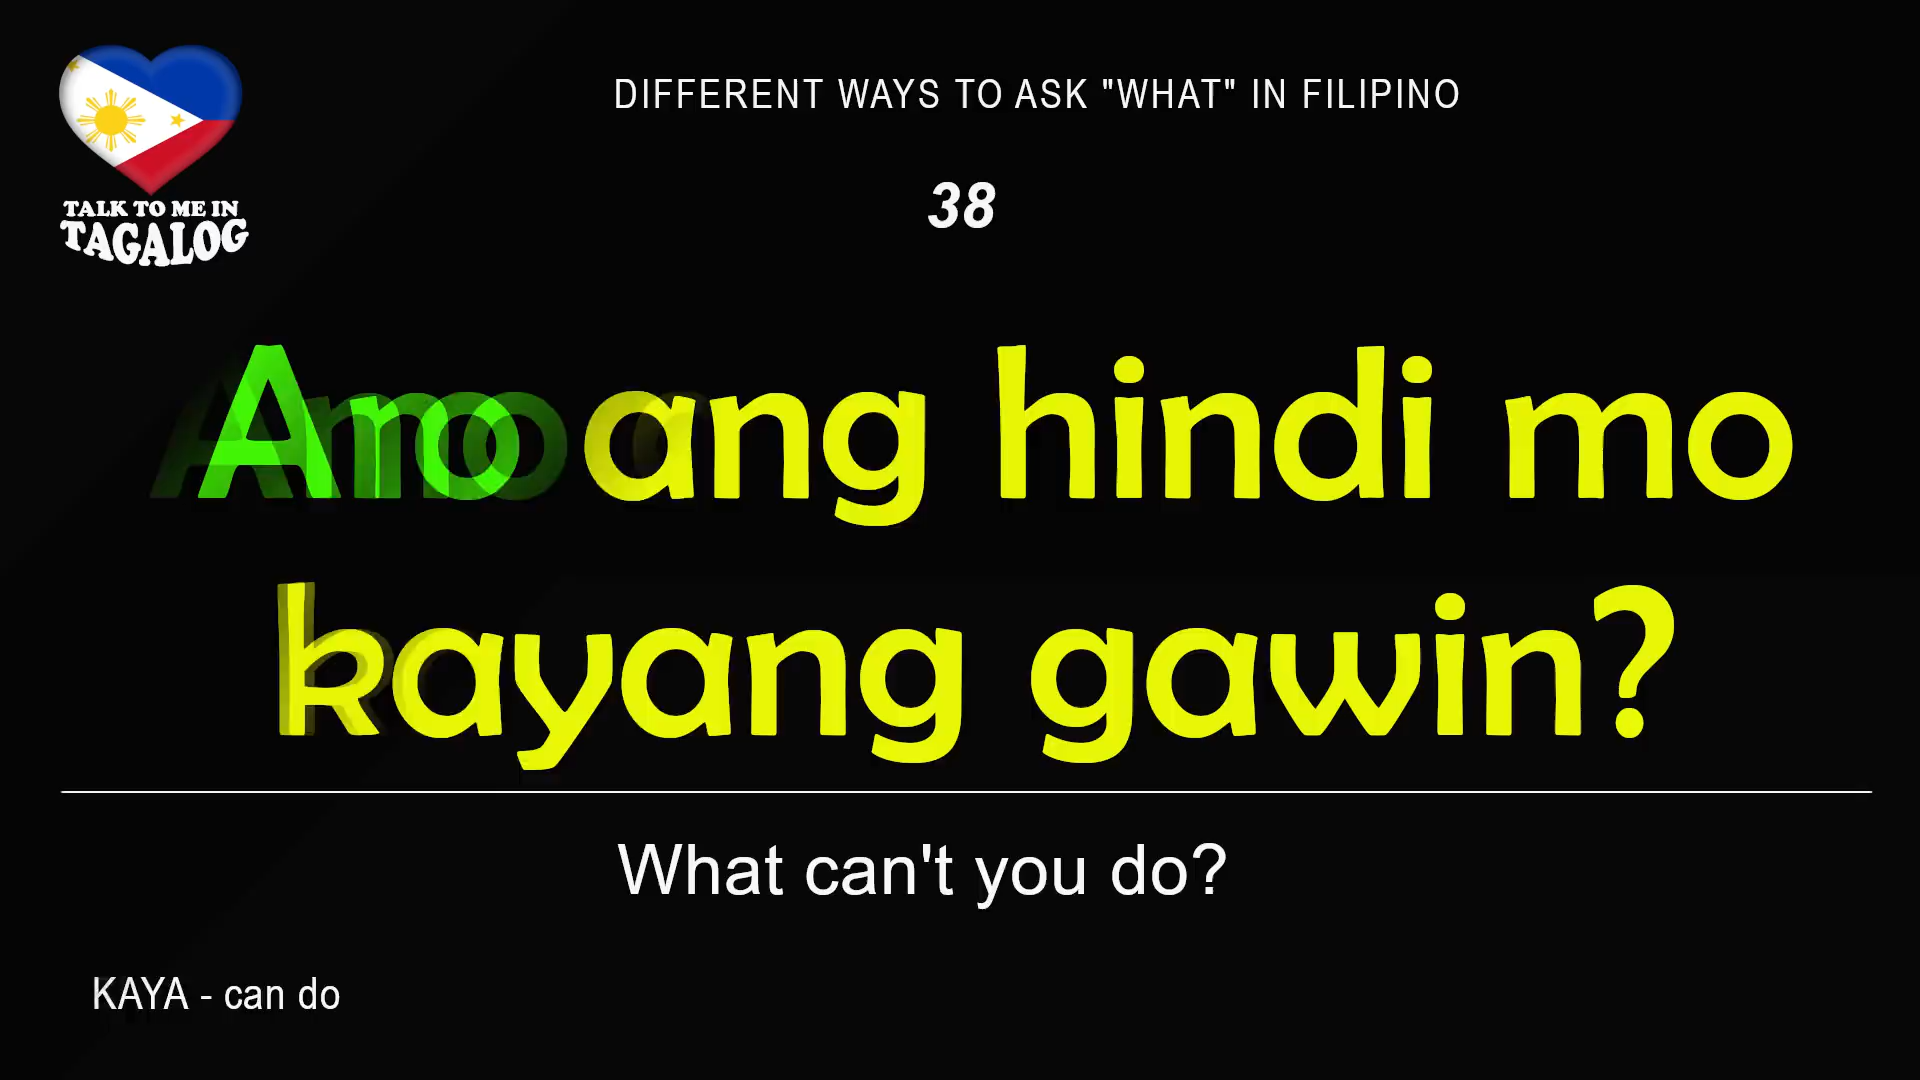 TALK TO ME IN
TAGALOG
DIFFERENT WAYS TO ASK "WHAT" IN FILIPINO
38
Ano ang hindi mo
kayang gawin?
What can't you do?
KAYA - can do